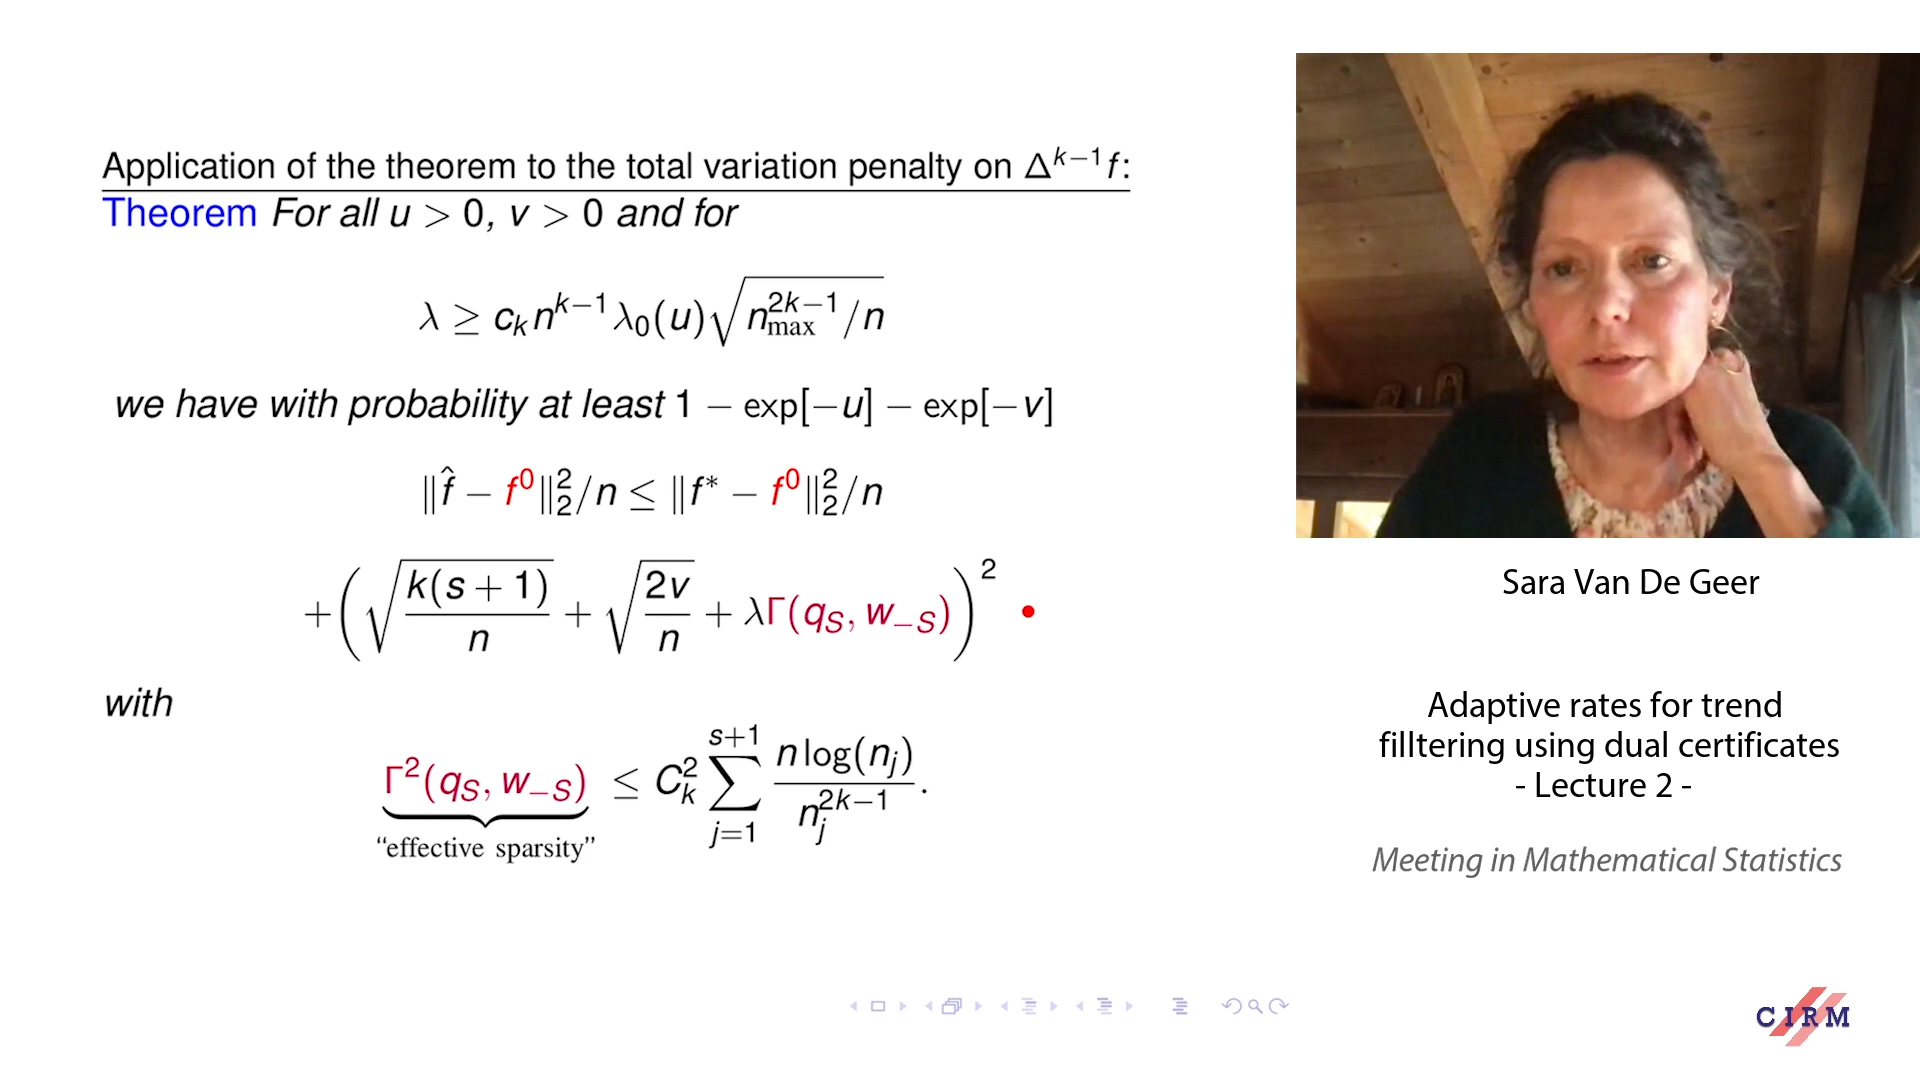 Application of the theorem to the total variation penalty on Δ^{k−1} f:
Theorem For all u > 0, v > 0 and for
λ ≥ c_k n^{k−1} λ_0(u) √(n_max^{2k−1}/n)
we have with probability at least 1 − exp[−u] − exp[−v]
‖f̂ − f^0‖_2^2/n ≤ ‖f* − f^0‖_2^2/n
+(√(k(s + 1)/n) + √(2v/n) + λΓ(q_S, w_{−S}))^2
with
Γ^2(q_S, w_{−S}) ≤ C_k^2 ∑_{j=1}^{s+1} n log(n_j)/n_j^{2k−1}.
“effective sparsity”
Sara Van De Geer
Adaptive rates for trend
filltering using dual certificates
- Lecture 2 -
Meeting in Mathematical Statistics
CIRM